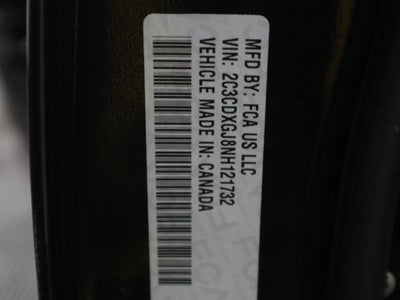 MFD BY: FCA US LLC
VIN: 2C3CDXGJ8NH121732
VEHICLE MADE IN: CANADA